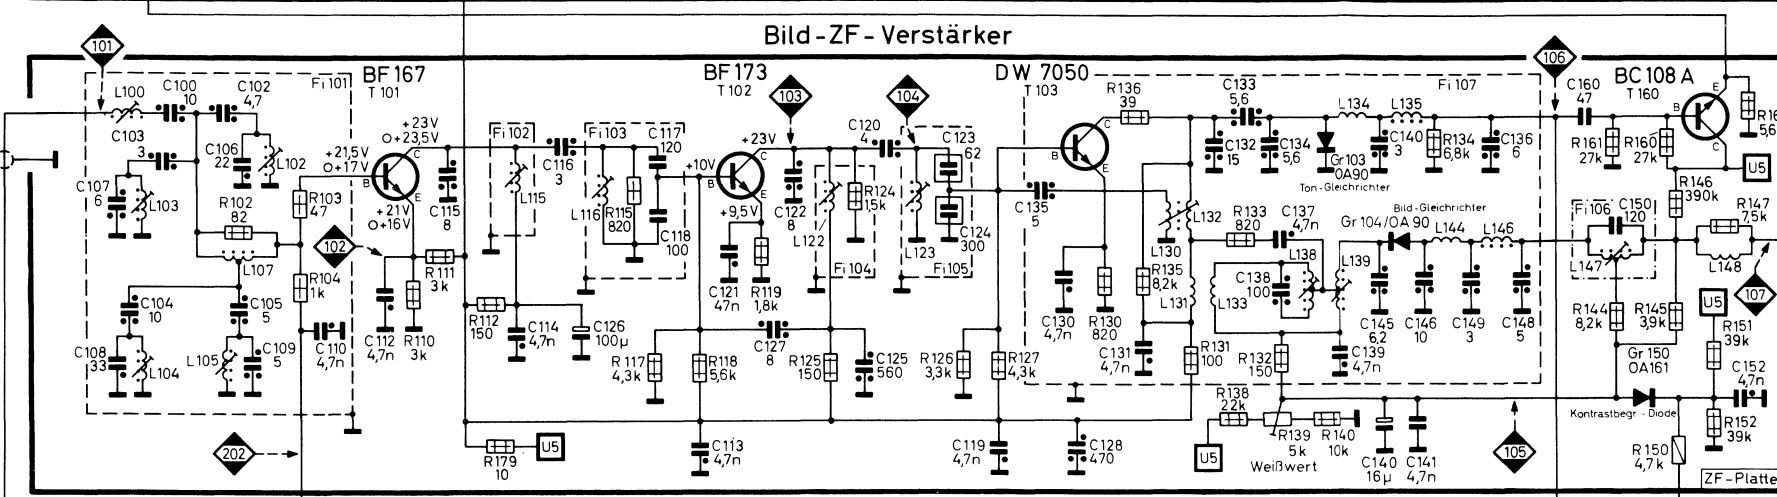 Bild-ZF-Verstärker
101
Fi 101
L100
C100
10
C102
4,7
C103
3
C106
22
L102
C107
6
L103
R102
82
R103
47
L107
R104
1k
C104
10
C105
5
C108
33
L104
L105
C109
5
C110
4,7n
202
BF 167
T 101
+23V
O+23,5V
+21,5V
O+17V
B
C
E
+21V
O+16V
102
C112
4,7n
R110
3k
R111
3k
C115
8
R112
150
R179
10
U5
Fi 102
L115
C114
4,7n
C126
100µ
C116
3
Fi 103
L116
R115
820
C117
120
C118
100
R117
4,3k
R118
5,6k
C113
4,7n
BF 173
T 102
+23V
+10V
B
C
E
+9,5V
103
C121
47n
R119
1,8k
C122
8
C127
8
L122
R124
1,5k
Fi 104
R125
150
C125
560
C120
4
104
C123
62
C124
300
L123
Fi 105
R126
3,3k
R127
4,3k
C119
4,7n
C128
470
DW 7050
T 103
B
C
E
R136
39
C135
5
C130
4,7n
R130
820
R135
8,2k
C131
4,7n
L130
L132
L131
R131
100
C132
15
C133
5,6
C134
5,6
Gr 103
OA90
Ton-Gleichrichter
L134
L135
C140
3
R134
6,8k
C136
6
Fi 107
R133
820
C137
4,7n
L133
C138
100
L138
L139
R132
150
C139
4,7n
Bild-Gleichrichter
Gr 104/OA 90
L144
L146
C145
6,2
C146
10
C149
3
C148
5
R138
22k
U5
R139
5k
Weißwert
R140
10k
C140
16µ
C141
4,7n
105
106
C160
47
R161
27k
R160
27k
BC 108 A
T 160
B
E
C
R16
5,6
U5
R146
390k
Fi 106
C150
120
L147
R147
7,5k
L148
107
R144
8,2k
R145
3,9k
U5
R151
39k
Gr 150
OA161
Kontrastbegr.-Diode
C152
4,7n
R152
39k
R150
4,7k
ZF-Platte